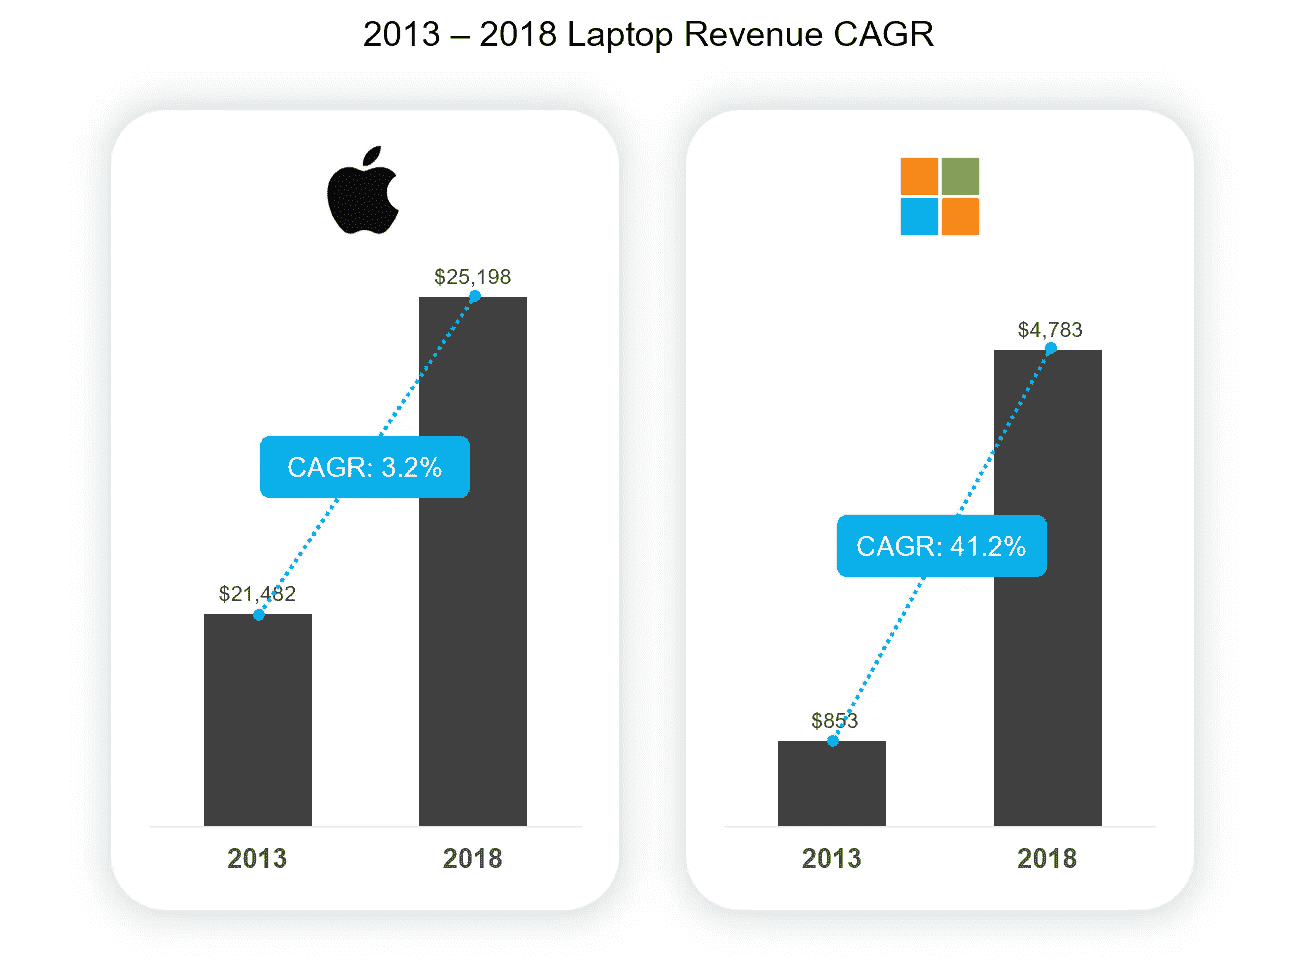 2013 – 2018 Laptop Revenue CAGR
$25,198
CAGR: 3.2%
$21,482
2013 2018
$4,783
CAGR: 41.2%
$853
2013 2018